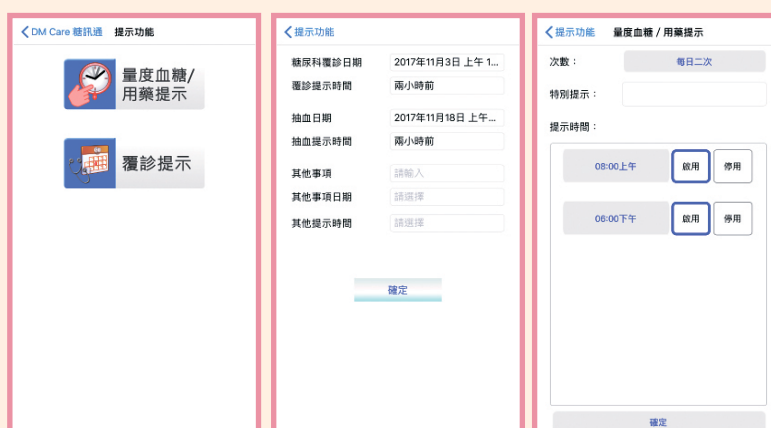 DM Care 糖訊通 提示功能
量度血糖/
用藥提示
覆診提示
提示功能
糖尿科覆診日期 2017年11月3日 上午 1...
覆診提示時間 兩小時前
抽血日期 2017年11月18日 上午...
抽血提示時間 兩小時前
其他事項 請輸入
其他事項日期 請選擇
其他提示時間 請選擇
確定
提示功能 量度血糖 / 用藥提示
次數： 每日二次
特別提示：
提示時間：
08:00上午 啟用 停用
06:00下午 啟用 停用
確定